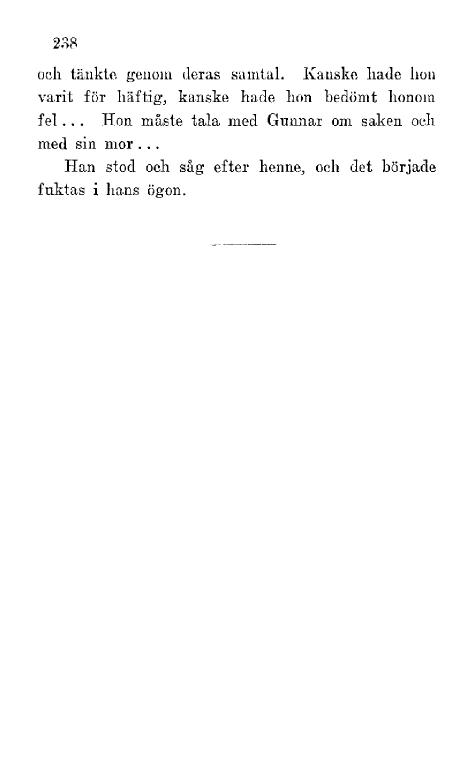 238
och tänkte genom deras samtal. Kanske hade hon
varit för häftig, kanske hade hon bedömt honom
fel... Hon måste tala med Gunnar om saken och
med sin mor...
Han stod och såg efter henne, och det började
fuktas i hans ögon.